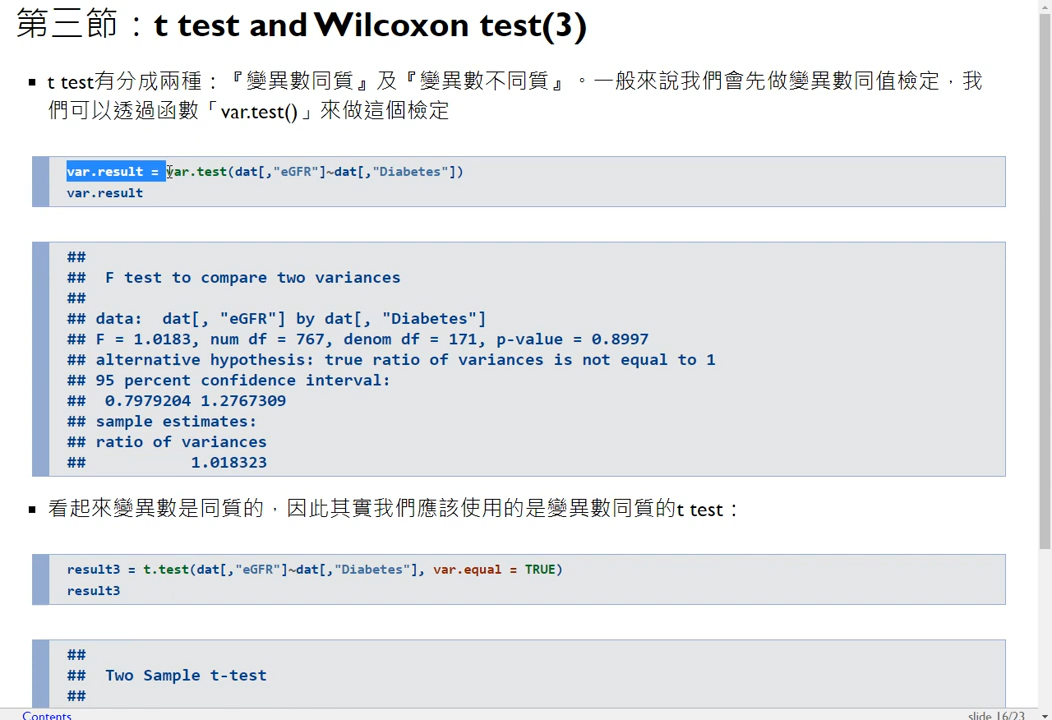 第三節：t test and Wilcoxon test(3)
▪ t test有分成兩種：『變異數同質』及『變異數不同質』。一般來說我們會先做變異數同值檢定，我
們可以透過函數「var.test()」來做這個檢定
var.result = var.test(dat[,"eGFR"]~dat[,"Diabetes"])
var.result
##
##  F test to compare two variances
##
## data:  dat[, "eGFR"] by dat[, "Diabetes"]
## F = 1.0183, num df = 767, denom df = 171, p-value = 0.8997
## alternative hypothesis: true ratio of variances is not equal to 1
## 95 percent confidence interval:
##  0.7979204 1.2767309
## sample estimates:
## ratio of variances
##           1.018323
▪ 看起來變異數是同質的，因此其實我們應該使用的是變異數同質的t test：
result3 = t.test(dat[,"eGFR"]~dat[,"Diabetes"], var.equal = TRUE)
result3
##
##  Two Sample t-test
##
Contents
slide 16/23